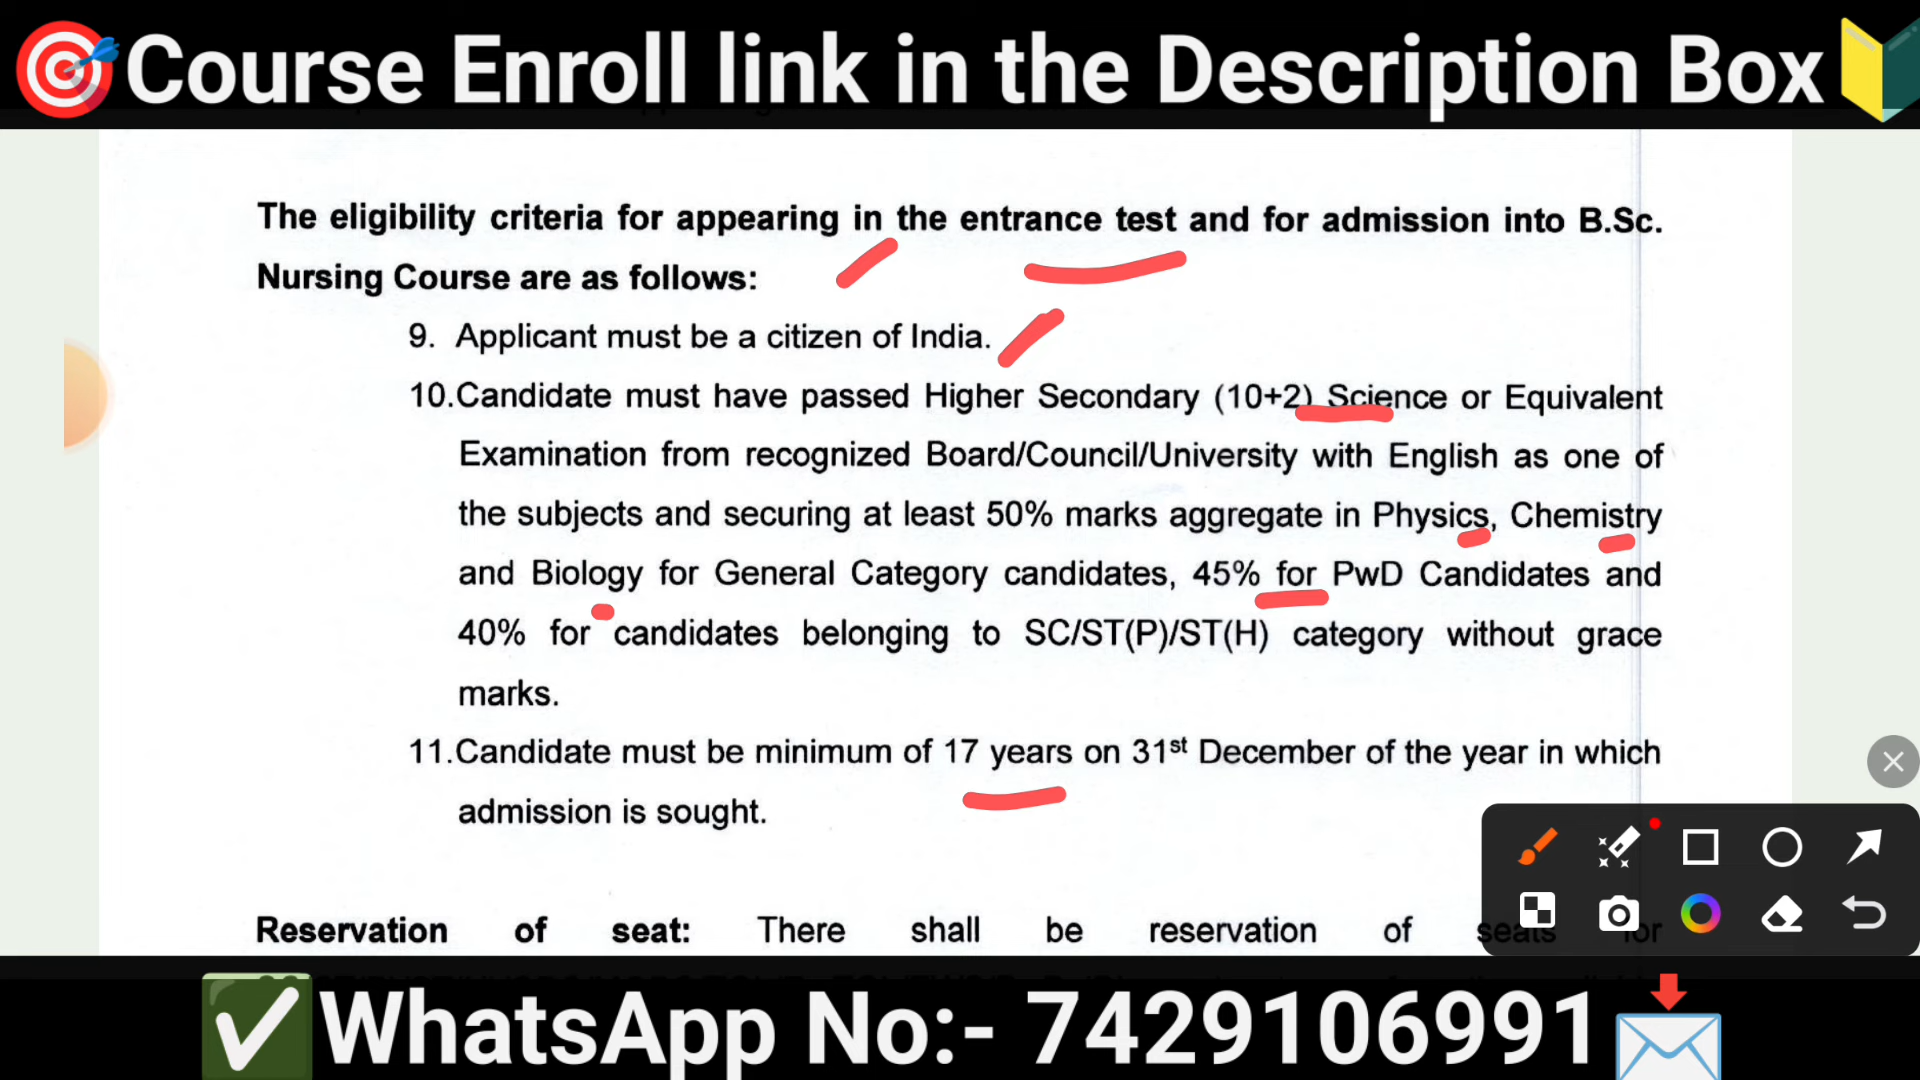 Course Enroll link in the Description Box
The eligibility criteria for appearing in the entrance test and for admission into B.Sc.
Nursing Course are as follows:
9. Applicant must be a citizen of India.
10.Candidate must have passed Higher Secondary (10+2) Science or Equivalent
Examination from recognized Board/Council/University with English as one of
the subjects and securing at least 50% marks aggregate in Physics, Chemistry
and Biology for General Category candidates, 45% for PwD Candidates and
40% for candidates belonging to SC/ST(P)/ST(H) category without grace
marks.
11.Candidate must be minimum of 17 years on 31st December of the year in which
admission is sought.
Reservation of seat: There shall be reservation of seats for
WhatsApp No:- 7429106991